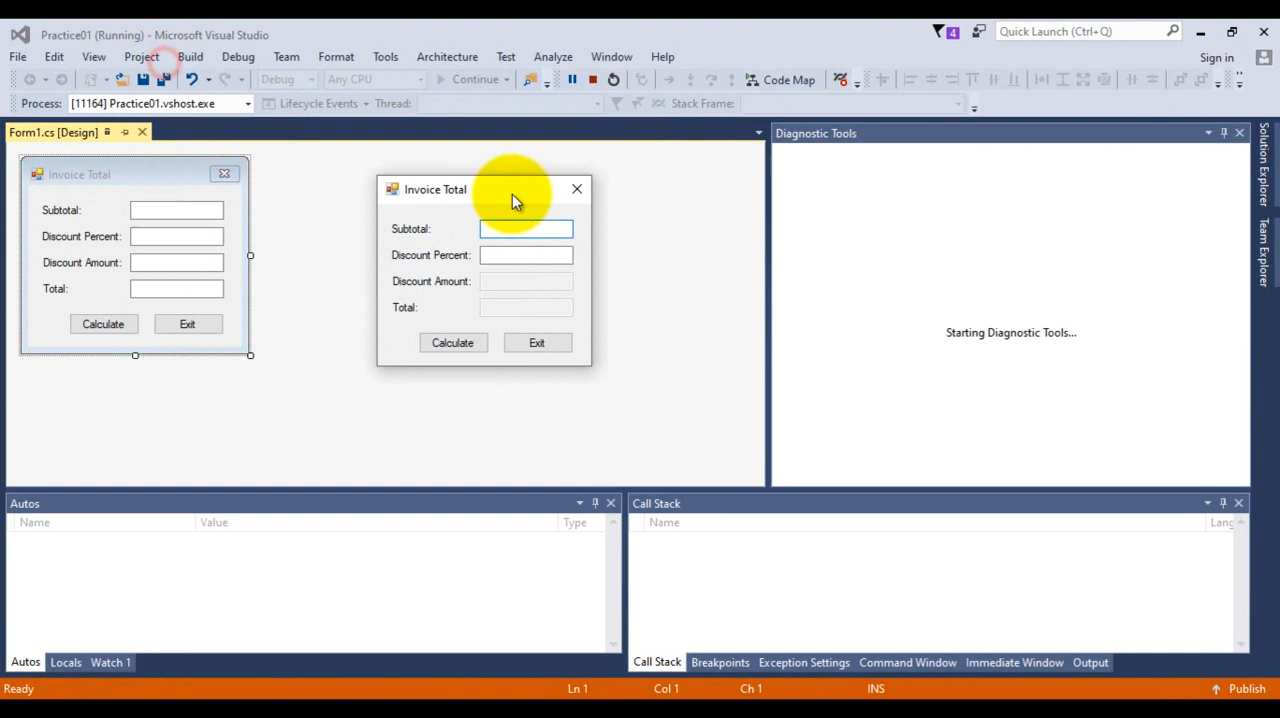 Practice01 (Running) - Microsoft Visual Studio
4
Quick Launch (Ctrl+Q)
File Edit View Project Build Debug Team Format Tools Architecture Test Analyze Window Help
Sign in
Debug Any CPU Continue Code Map
Process: [11164] Practice01.vshost.exe Lifecycle Events Thread: Stack Frame:
Form1.cs [Design]
Invoice Total
Subtotal:
Discount Percent:
Discount Amount:
Total:
Calculate Exit
Invoice Total
Subtotal:
Discount Percent:
Discount Amount:
Total:
Calculate Exit
Diagnostic Tools
Starting Diagnostic Tools...
Solution Explorer
Team Explorer
Autos
Name Value Type
Autos Locals Watch 1
Call Stack
Name Lang
Call Stack Breakpoints Exception Settings Command Window Immediate Window Output
Ready Ln 1 Col 1 Ch 1 INS Publish